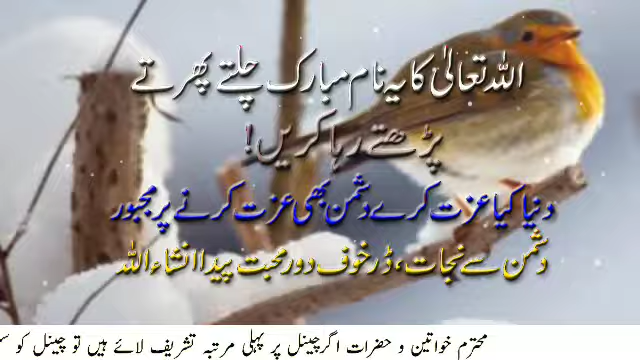 اللہ تعالیٰ کا یہ نام مبارک چلتے پھرتے
پڑھتے رہا کریں!
دنیا کیا عزت کرے دشمن بھی عزت کرنے پر مجبور
دشمن سے نجات، ڈر خوف دور محبت پیدا انشاء اللہ
محترم خواتین و حضرات اگر چینل پر پہلی مرتبہ تشریف لائے ہیں تو چینل کو